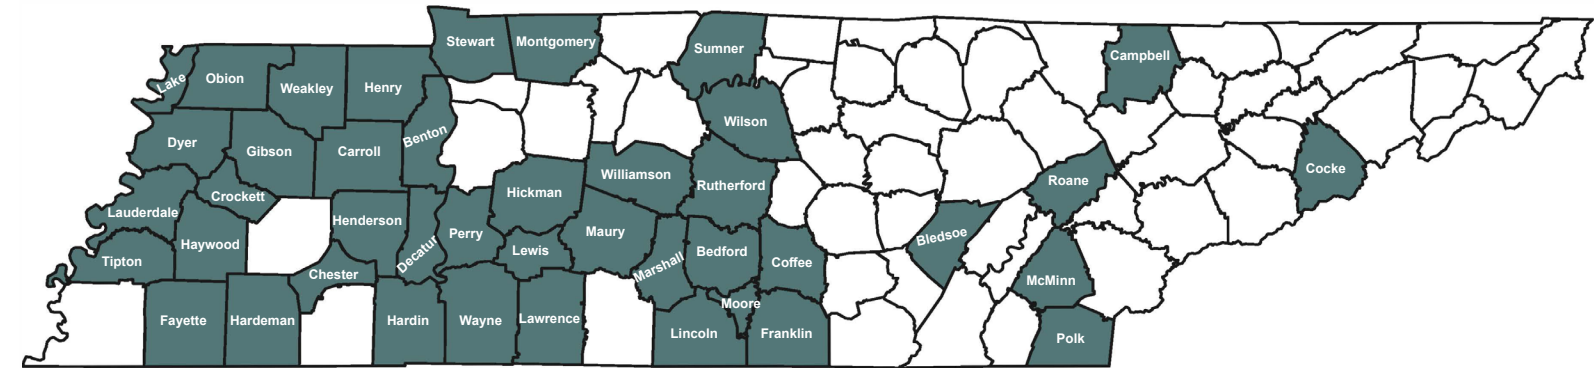 Stewart
Montgomery
Sumner
Campbell
Lake
Obion
Weakley
Henry
Benton
Wilson
Dyer
Gibson
Carroll
Williamson
Rutherford
Roane
Cocke
Crockett
Hickman
Lauderdale
Henderson
Haywood
Decatur
Perry
Lewis
Maury
Marshall
Bedford
Coffee
Bledsoe
Tipton
Chester
McMinn
Moore
Fayette
Hardeman
Hardin
Wayne
Lawrence
Lincoln
Franklin
Polk